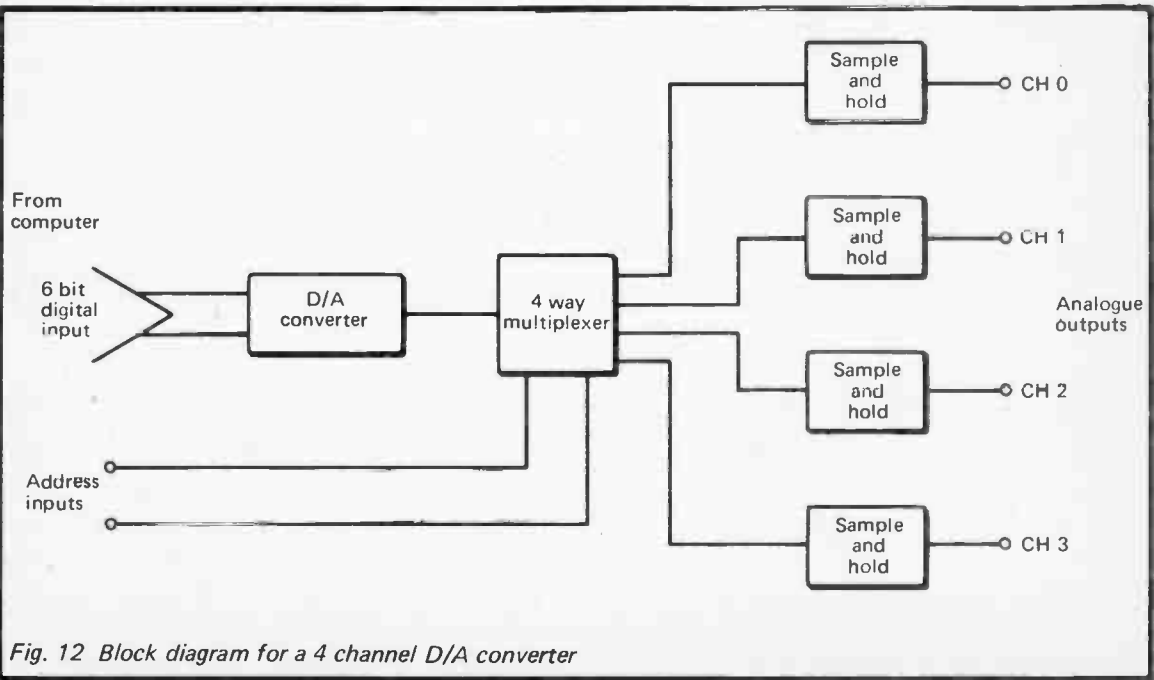 Sample
and
hold
CH 0
From
computer
6 bit
digital
input
D/A
converter
4 way
multiplexer
Sample
and
hold
CH 1
Analogue
outputs
Sample
and
hold
CH 2
Address
inputs
Sample
and
hold
CH 3
Fig. 12 Block diagram for a 4 channel D/A converter